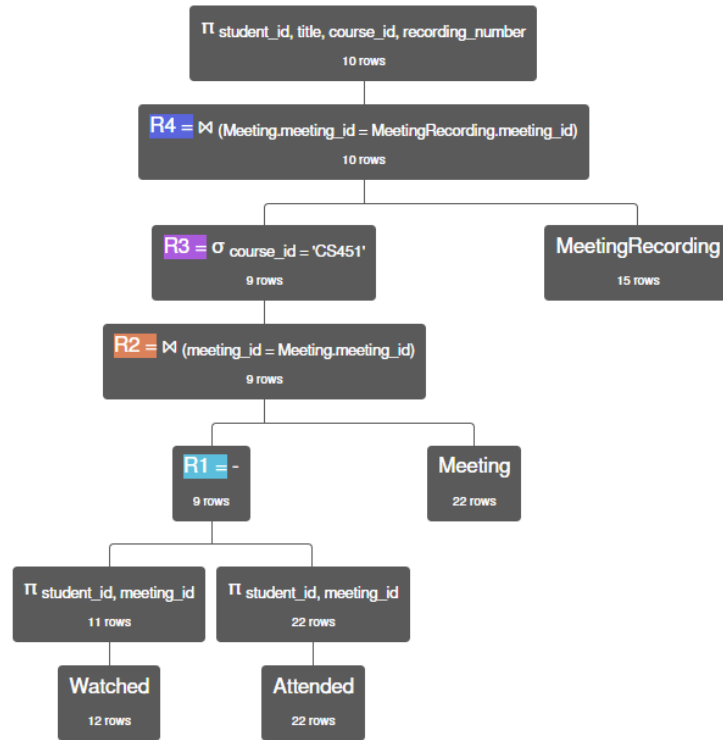 π student_id, title, course_id, recording_number
10 rows
R4 = ⋈ (Meeting.meeting_id = MeetingRecording.meeting_id)
10 rows
R3 = σ course_id = 'CS451'
9 rows
MeetingRecording
15 rows
R2 = ⋈ (meeting_id = Meeting.meeting_id)
9 rows
R1 = -
9 rows
Meeting
22 rows
π student_id, meeting_id
11 rows
π student_id, meeting_id
22 rows
Watched
12 rows
Attended
22 rows